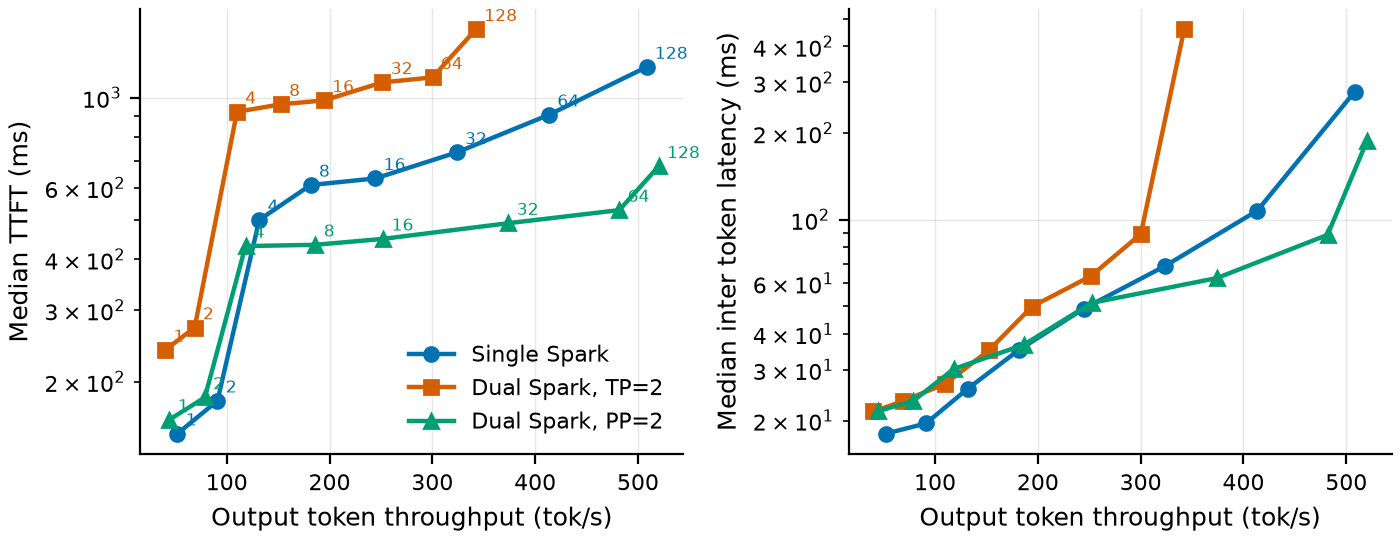 Median TTFT (ms)
10³
6 × 10²
4 × 10²
3 × 10²
2 × 10²
1
2
4
8
16
32
64
128
1
2
4
8
16
32
64
128
1
2
4
8
16
32
64
128
Single Spark
Dual Spark, TP=2
Dual Spark, PP=2
100 200 300 400 500
Output token throughput (tok/s)
Median inter token latency (ms)
4 × 10²
3 × 10²
2 × 10²
10²
6 × 10¹
4 × 10¹
3 × 10¹
2 × 10¹
100 200 300 400 500
Output token throughput (tok/s)